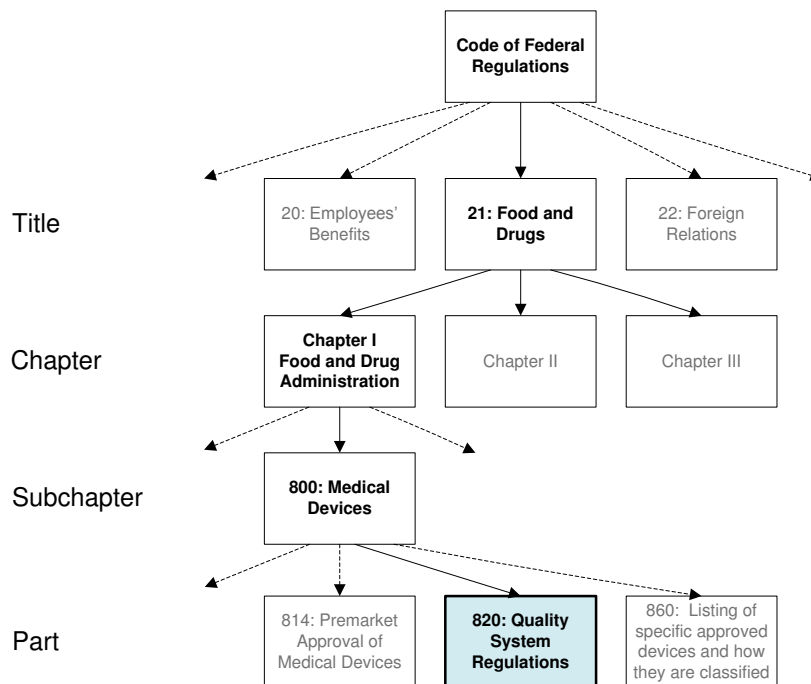 Code of Federal
Regulations
Title
20: Employees'
Benefits
21: Food and
Drugs
22: Foreign
Relations
Chapter
Chapter I
Food and Drug
Administration
Chapter II
Chapter III
Subchapter
800: Medical
Devices
Part
814: Premarket
Approval of
Medical Devices
820: Quality
System
Regulations
860: Listing of
specific approved
devices and how
they are classified